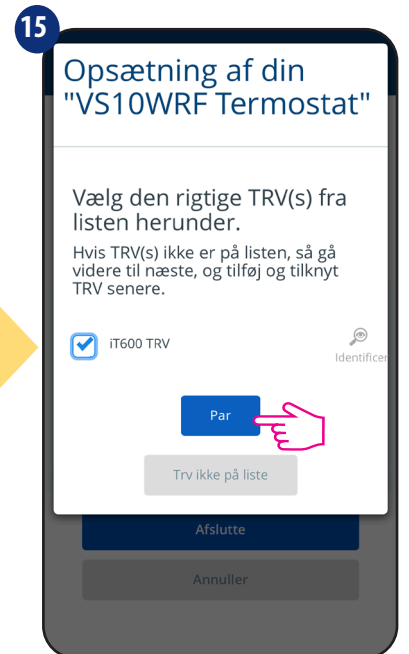 15
Opsætning af din
"VS10WRF Termostat"
Vælg den rigtige TRV(s) fra
listen herunder.
Hvis TRV(s) ikke er på listen, så gå
videre til næste, og tilføj og tilknyt
TRV senere.
iT600 TRV
Identificer
Par
Trv ikke på liste
Afslutte
Annuller